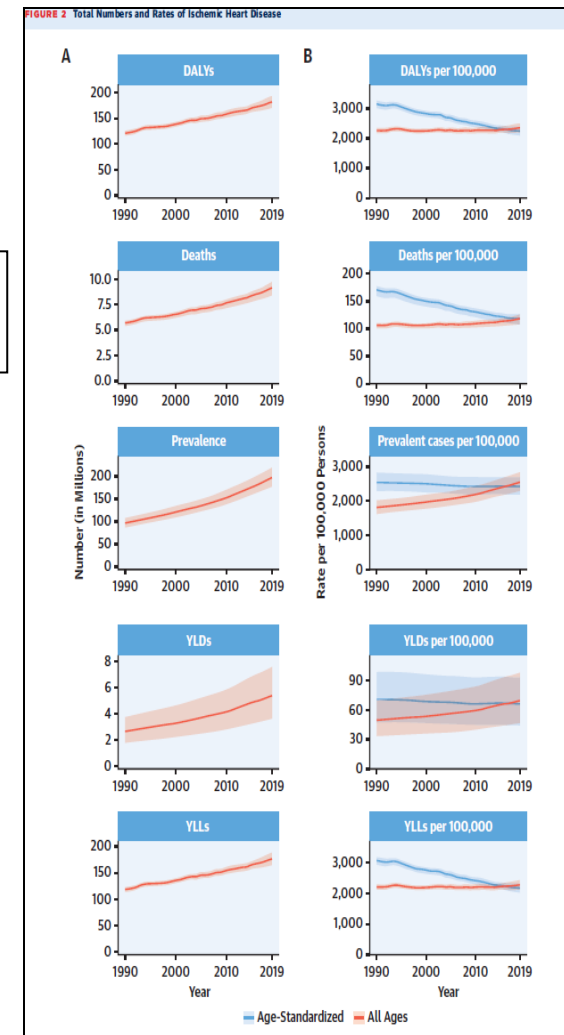 FIGURE 2 Total Numbers and Rates of Ischemic Heart Disease
A
B
DALYs
200
150
100
50
0
1990 2000 2010 2019
DALYs per 100,000
3,000
2,000
1,000
0
1990 2000 2010 2019
Deaths
10.0
7.5
5.0
2.5
0.0
1990 2000 2010 2019
Deaths per 100,000
200
150
100
50
0
1990 2000 2010 2019
Number (in Millions)
Prevalence
200
150
100
50
0
1990 2000 2010 2019
Rate per 100,000 Persons
Prevalent cases per 100,000
3,000
2,000
1,000
0
1990 2000 2010 2019
YLDs
8
6
4
2
0
1990 2000 2010 2019
YLDs per 100,000
90
60
30
0
1990 2000 2010 2019
YLLs
200
150
100
50
0
1990 2000 2010 2019
Year
YLLs per 100,000
3,000
2,000
1,000
0
1990 2000 2010 2019
Year
Age-Standardized All Ages